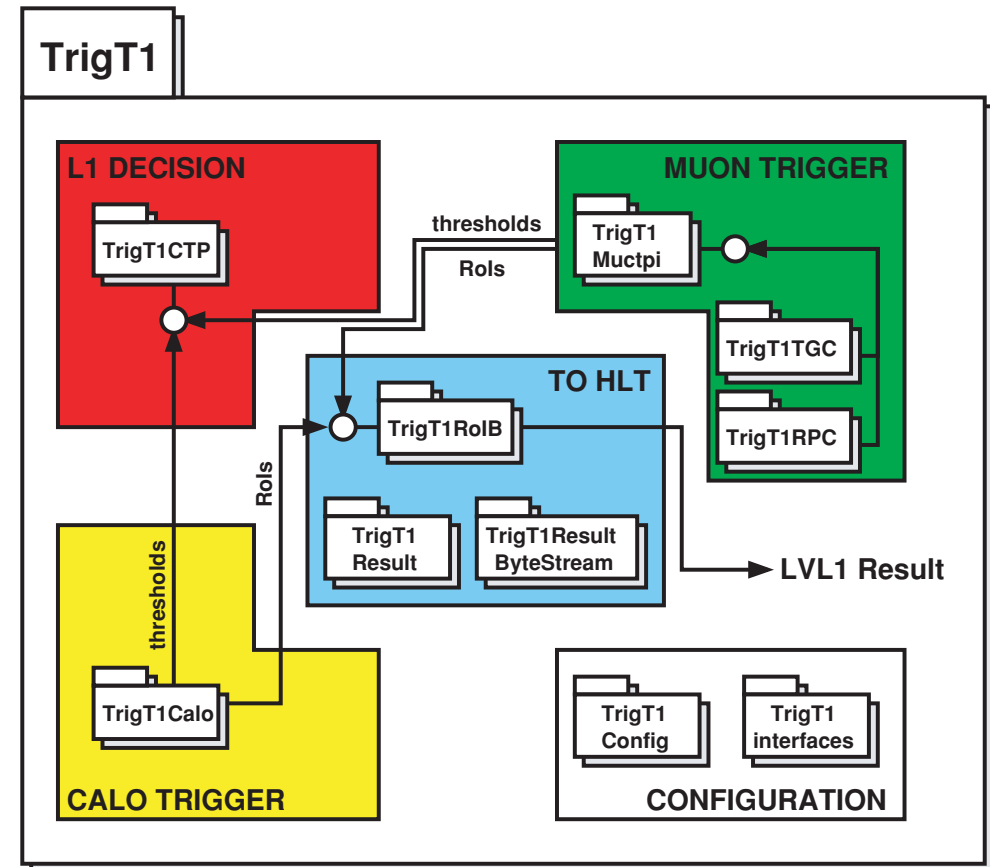 TrigT1
L1 DECISION
TrigT1CTP
thresholds
RoIs
MUON TRIGGER
TrigT1
Muctpi
TrigT1TGC
TrigT1RPC
TO HLT
TrigT1RoIB
TrigT1
Result
TrigT1Result
ByteStream
RoIs
thresholds
LVL1 Result
TrigT1Calo
CALO TRIGGER
TrigT1
Config
TrigT1
interfaces
CONFIGURATION